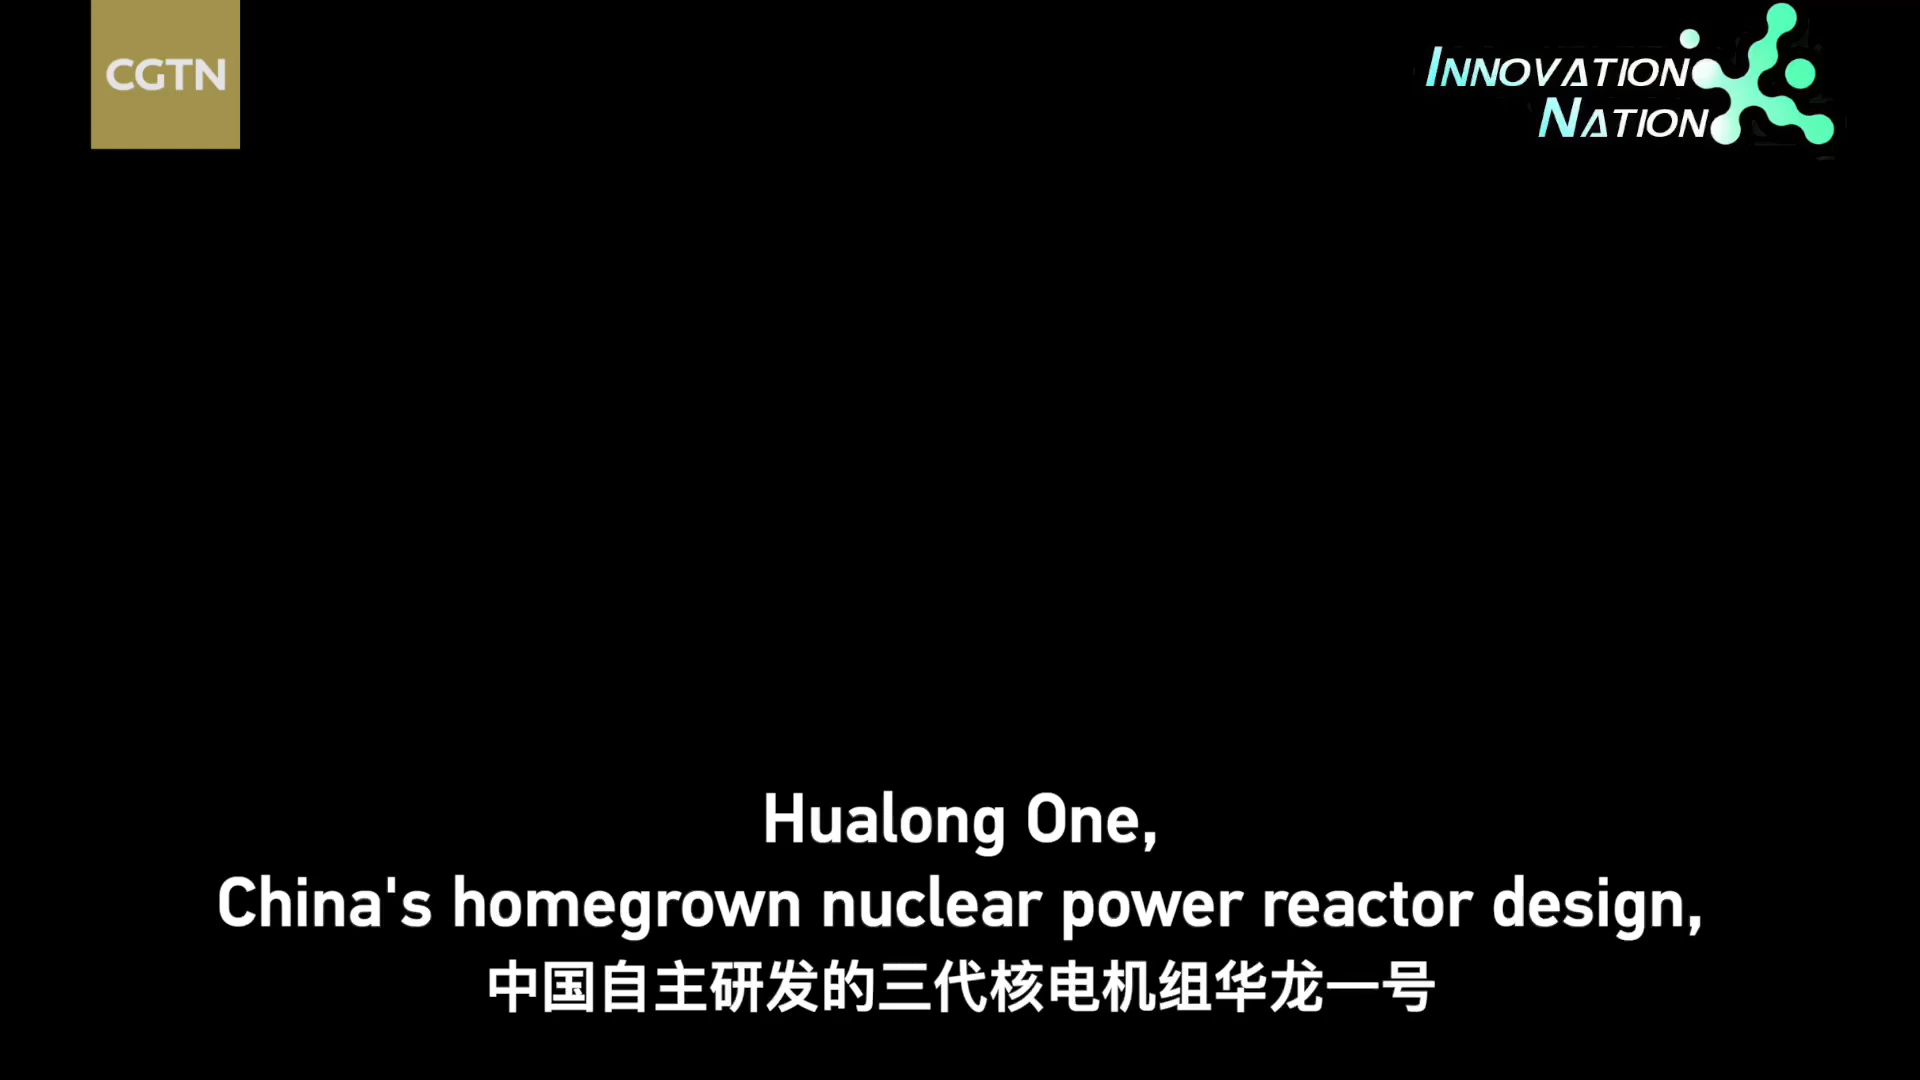 CGTN
INNOVATION
NATION
Hualong One,
China's homegrown nuclear power reactor design,
中国自主研发的三代核电机组华龙一号